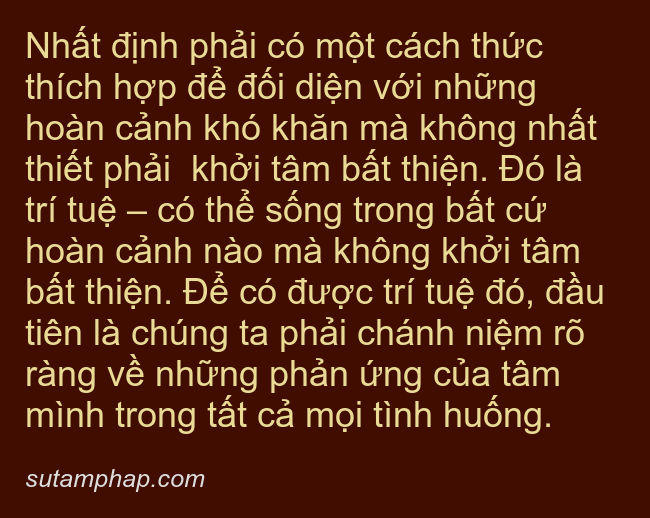 Nhất định phải có một cách thức
thích hợp để đối diện với những
hoàn cảnh khó khăn mà không nhất
thiết phải  khởi tâm bất thiện. Đó là
trí tuệ – có thể sống trong bất cứ
hoàn cảnh nào mà không khởi tâm
bất thiện. Để có được trí tuệ đó, đầu
tiên là chúng ta phải chánh niệm rõ
ràng về những phản ứng của tâm
mình trong tất cả mọi tình huống.
sutamphap.com